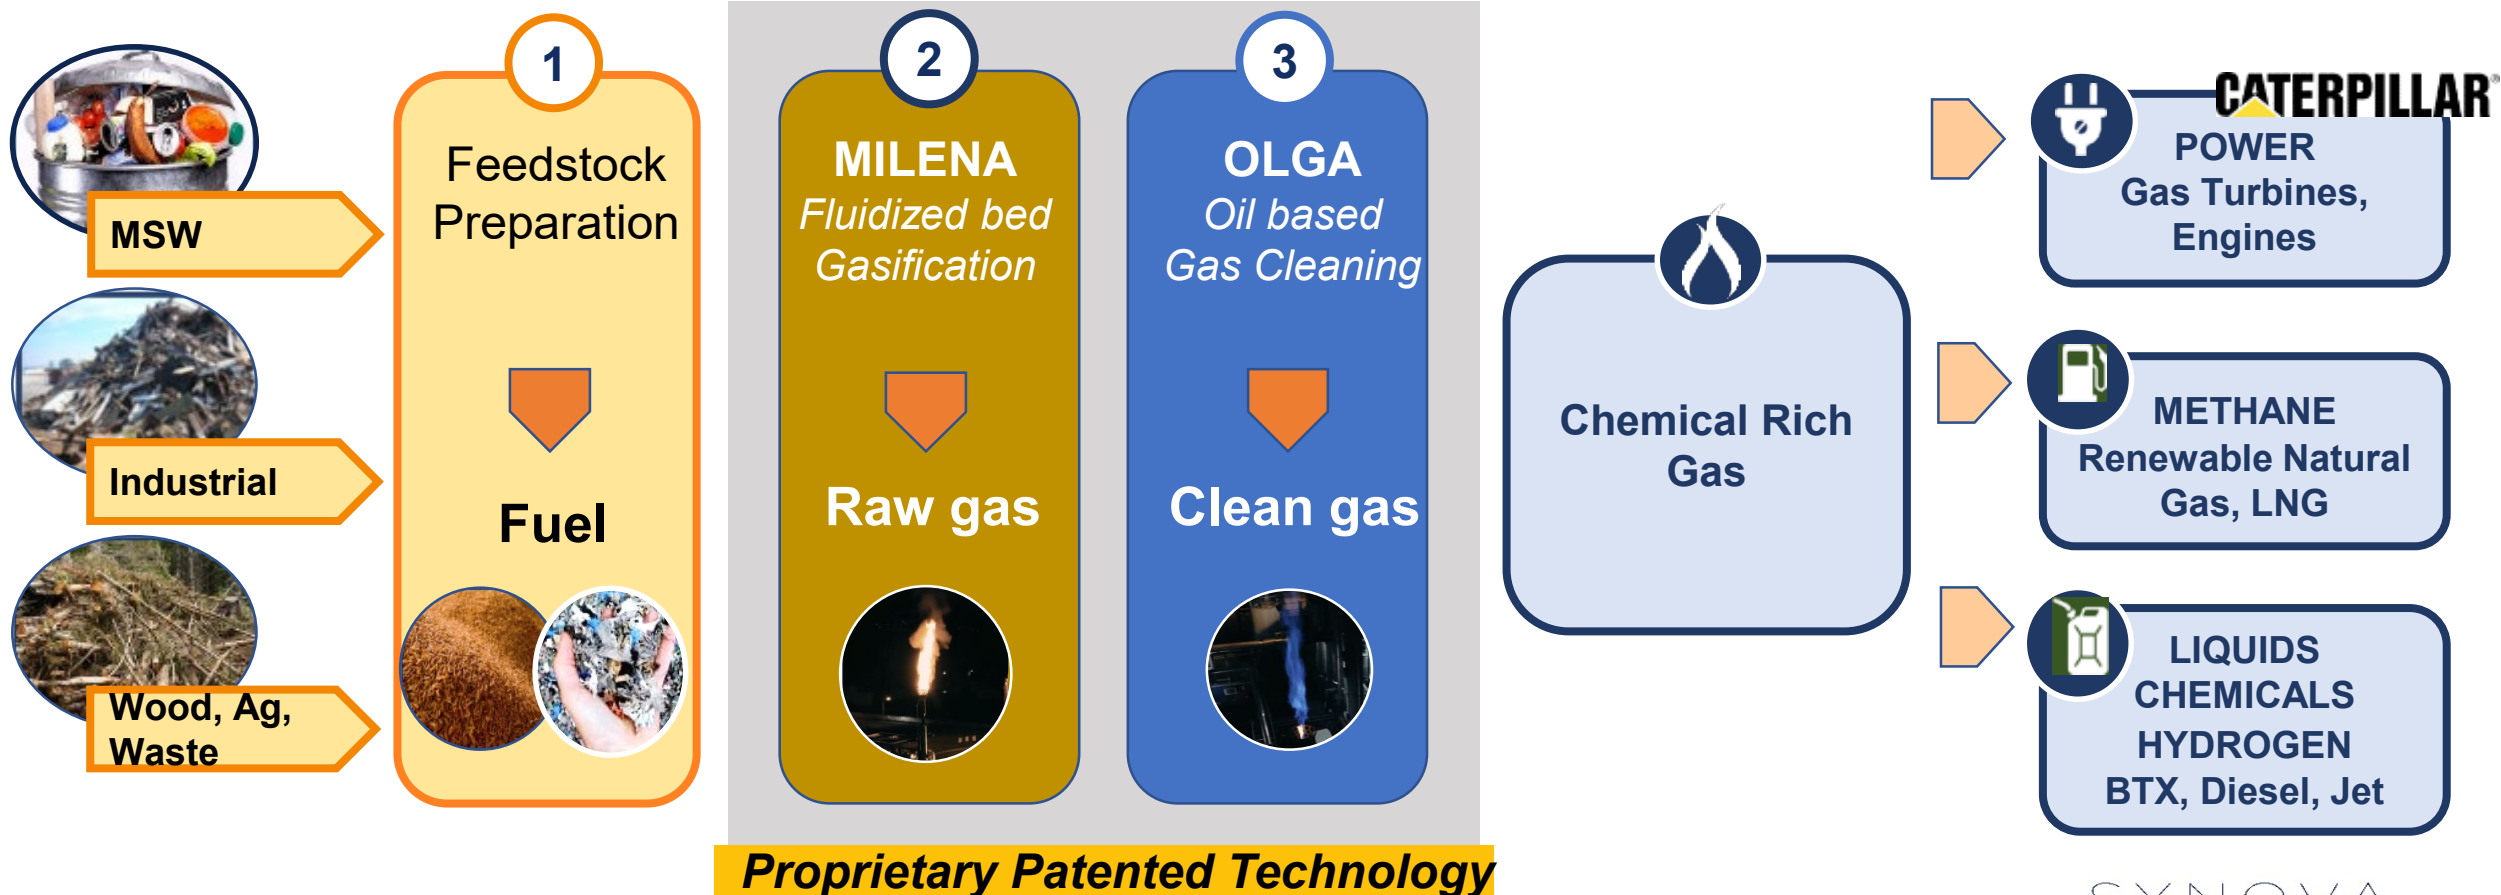 MSW
Industrial
Wood, Ag,
Waste
1
Feedstock
Preparation
Fuel
2
MILENA
Fluidized bed
Gasification
Raw gas
3
OLGA
Oil based
Gas Cleaning
Clean gas
Proprietary Patented Technology
Chemical Rich
Gas
CATERPILLAR®
POWER
Gas Turbines,
Engines
METHANE
Renewable Natural
Gas, LNG
LIQUIDS
CHEMICALS
HYDROGEN
BTX, Diesel, Jet
SYNOVA